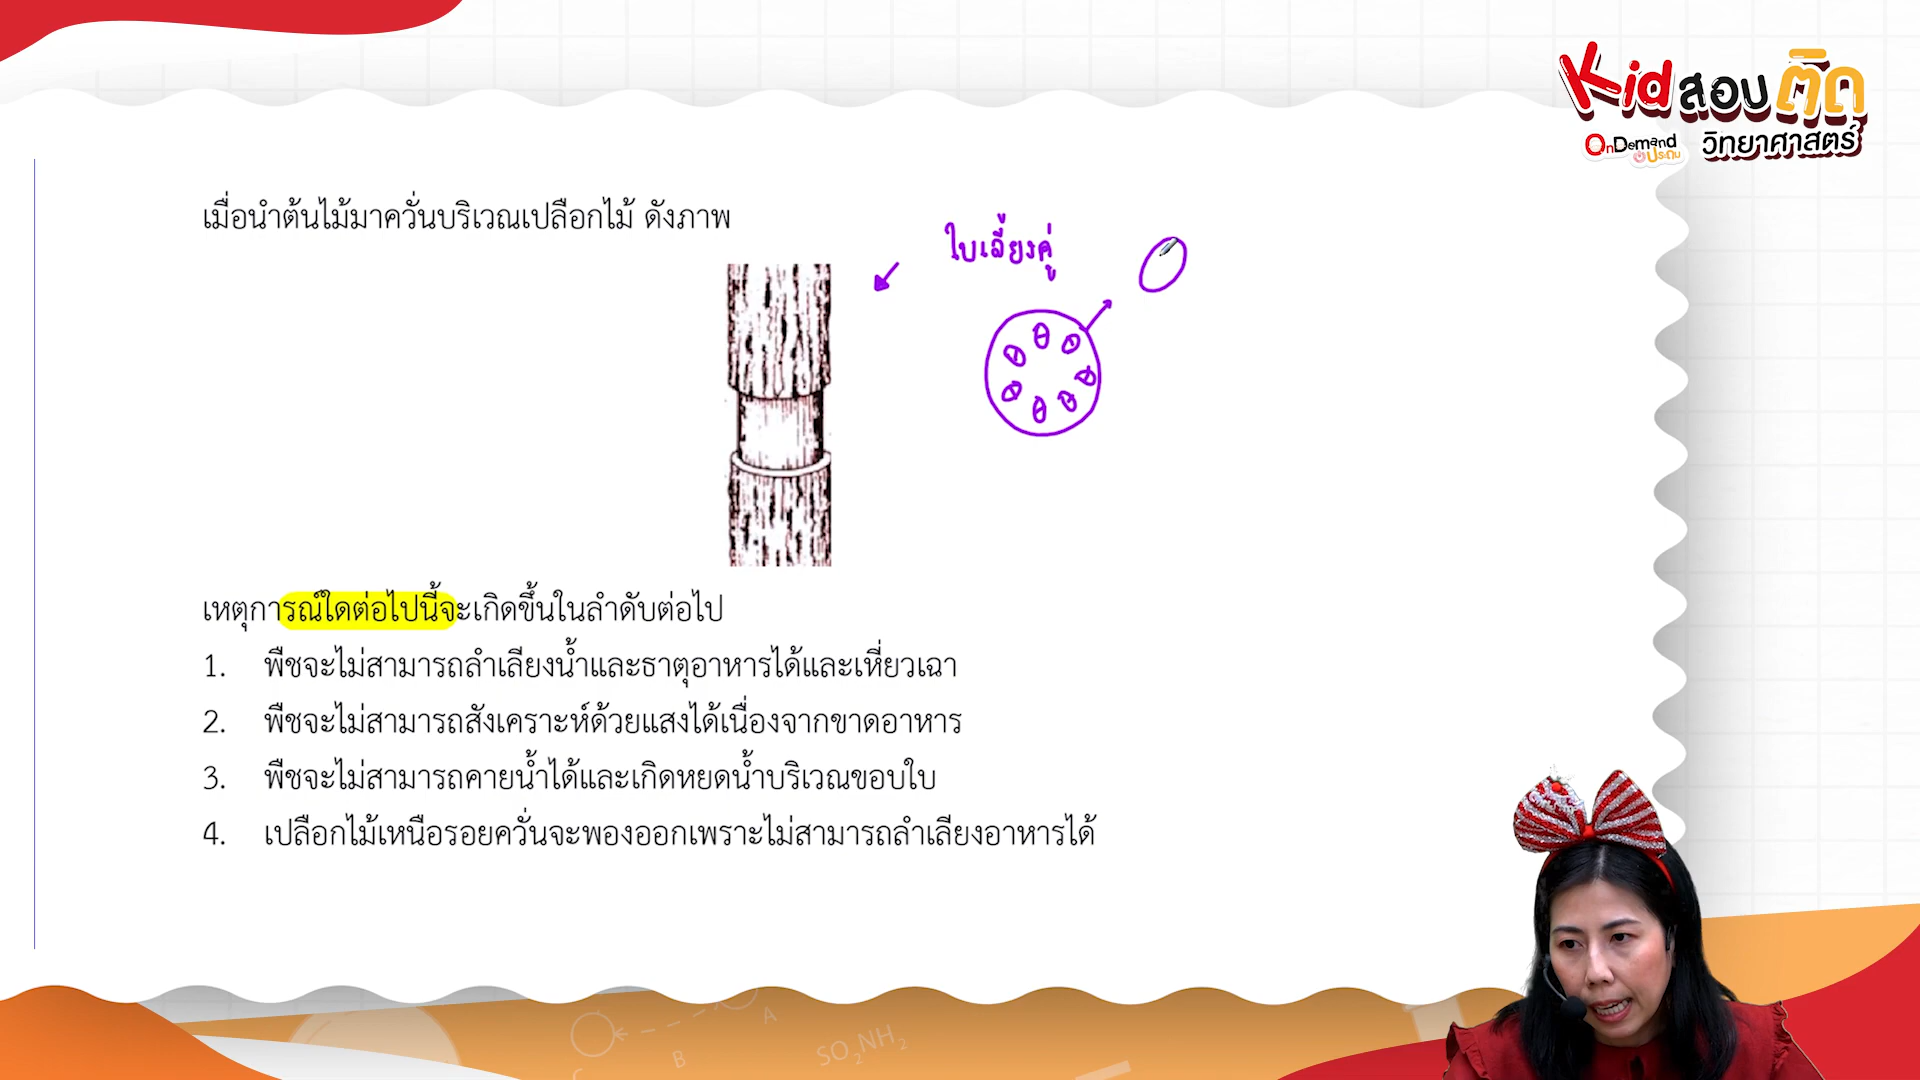 Kidสอบติด
OnDemand ประถม วิทยาศาสตร์
เมื่อนำต้นไม้มาควั่นบริเวณเปลือกไม้ ดังภาพ
ใบเลี้ยงคู่
เหตุการณ์ใดต่อไปนี้จะเกิดขึ้นในลำดับต่อไป
1. พืชจะไม่สามารถลำเลียงน้ำและธาตุอาหารได้และเหี่ยวเฉา
2. พืชจะไม่สามารถสังเคราะห์ด้วยแสงได้เนื่องจากขาดอาหาร
3. พืชจะไม่สามารถคายน้ำได้และเกิดหยดน้ำบริเวณขอบใบ
4. เปลือกไม้เหนือรอยควั่นจะพองออกเพราะไม่สามารถลำเลียงอาหารได้
A
B
C
SO₂NH₂